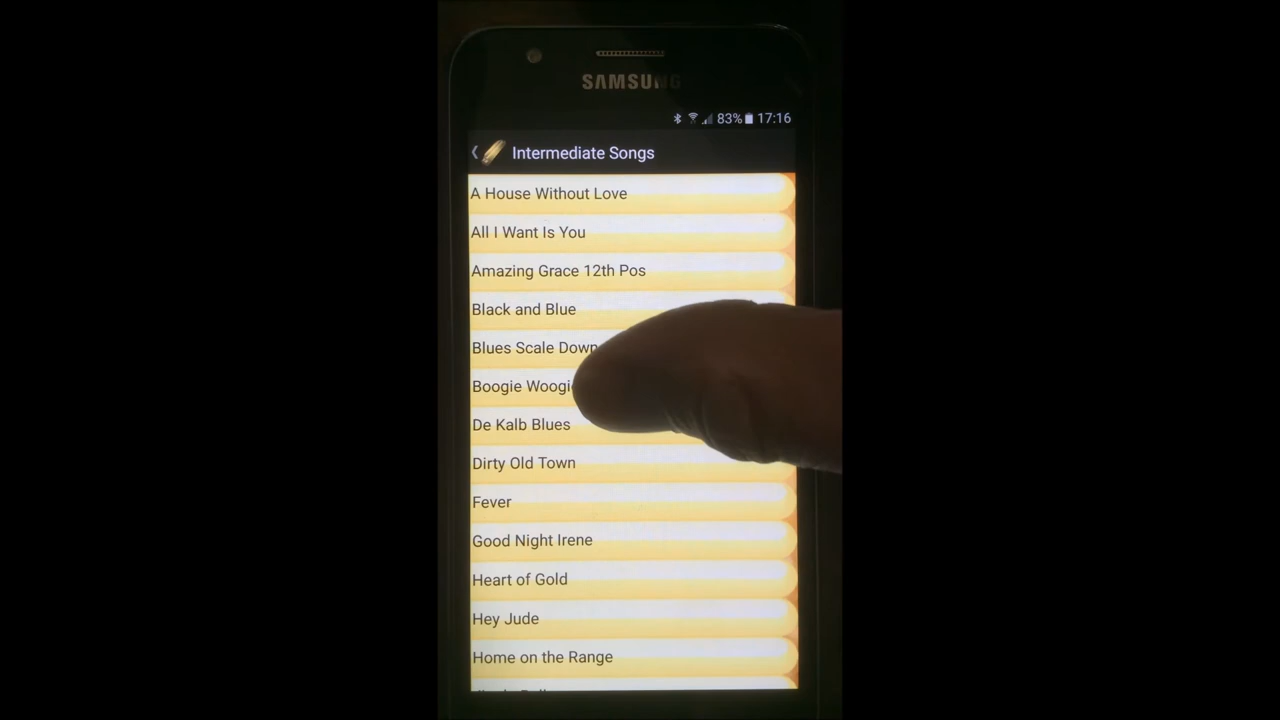 SAMSUNG
83% 17:16
Intermediate Songs
A House Without Love
All I Want Is You
Amazing Grace 12th Pos
Black and Blue
Blues Scale Down
Boogie
De Kalb Blues
Dirty Old Town
Fever
Good Night Irene
Heart of Gold
Hey Jude
Home on the Range